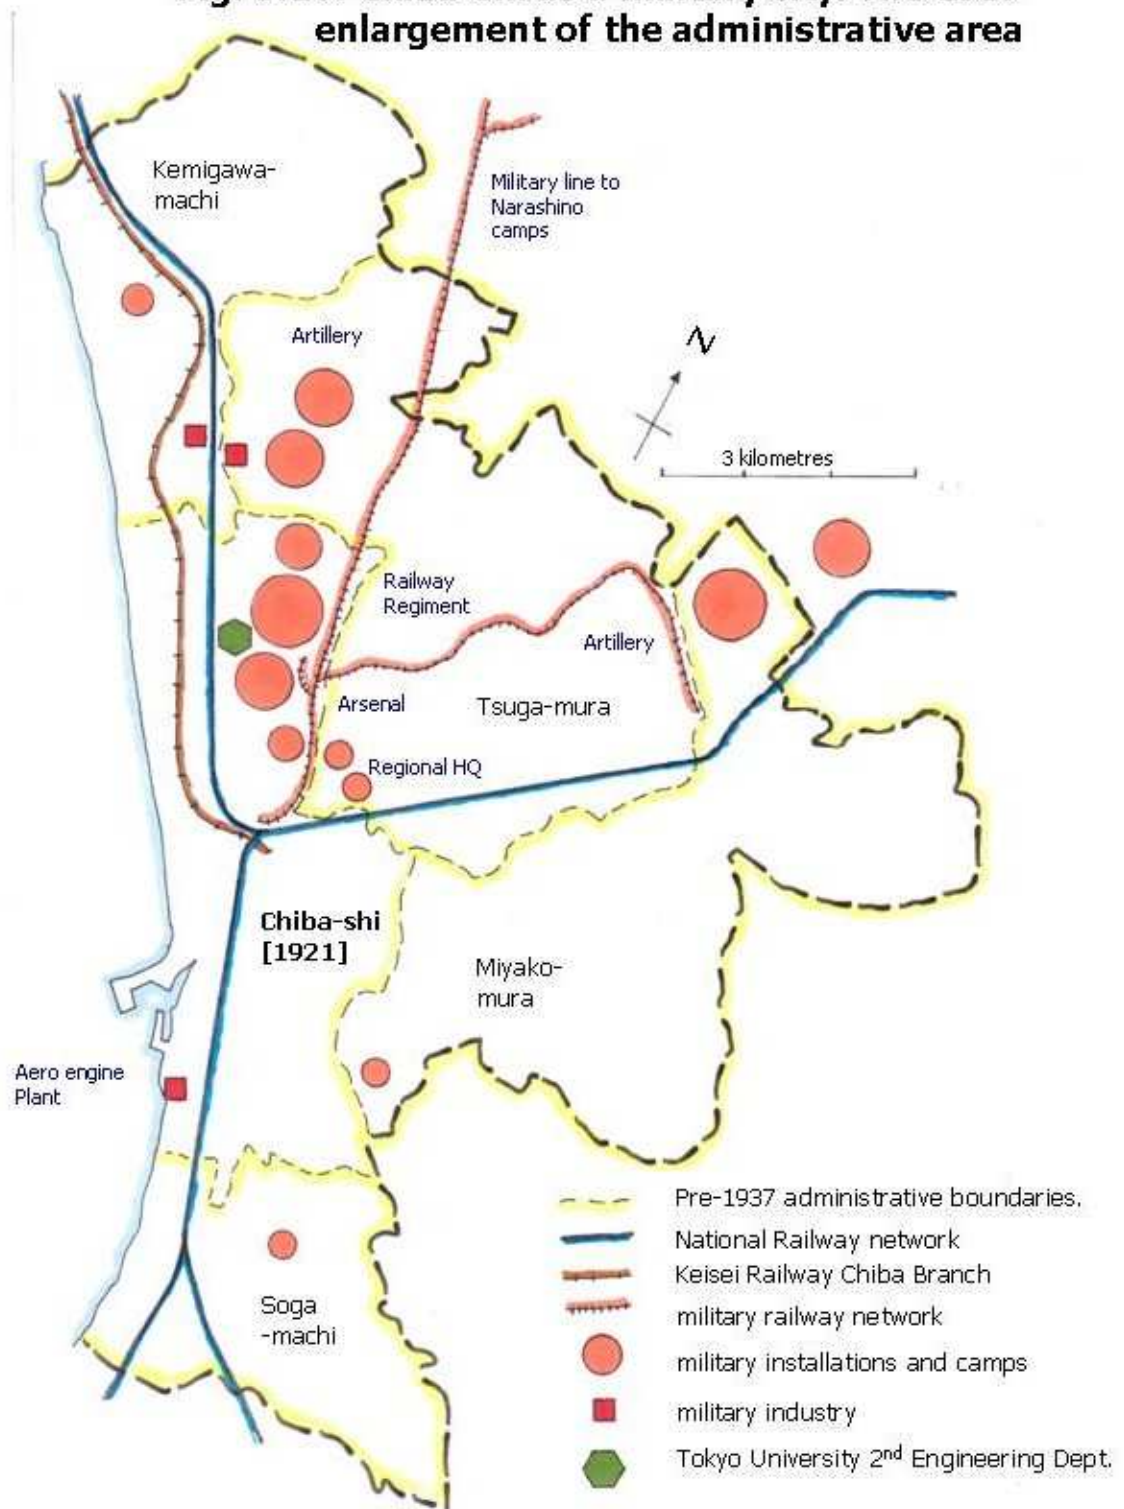 enlargement of the administrative area
Kemigawa-
machi
Military line to
Narashino
camps
Artillery
N
3 kilometres
Railway
Regiment
Artillery
Arsenal
Tsuga-mura
Regional HQ
Chiba-shi
[1921]
Miyako-
mura
Aero engine
Plant
Soga
-machi
Pre-1937 administrative boundaries.
National Railway network
Keisei Railway Chiba Branch
military railway network
military installations and camps
military industry
Tokyo University 2nd Engineering Dept.